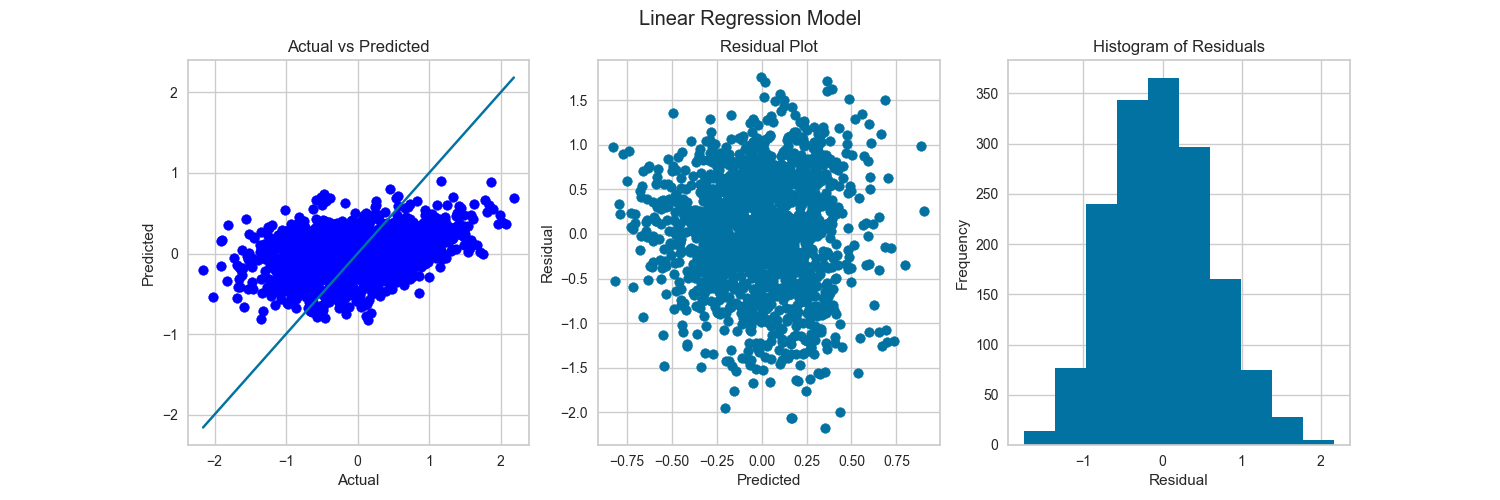 Linear Regression Model
Actual vs Predicted
Predicted
2
1
0
−1
−2
−2 −1 0 1 2
Actual
Residual Plot
Residual
1.5
1.0
0.5
0.0
−0.5
−1.0
−1.5
−2.0
−0.75 −0.50 −0.25 0.00 0.25 0.50 0.75
Predicted
Histogram of Residuals
Frequency
350
300
250
200
150
100
50
0
−1 0 1 2
Residual